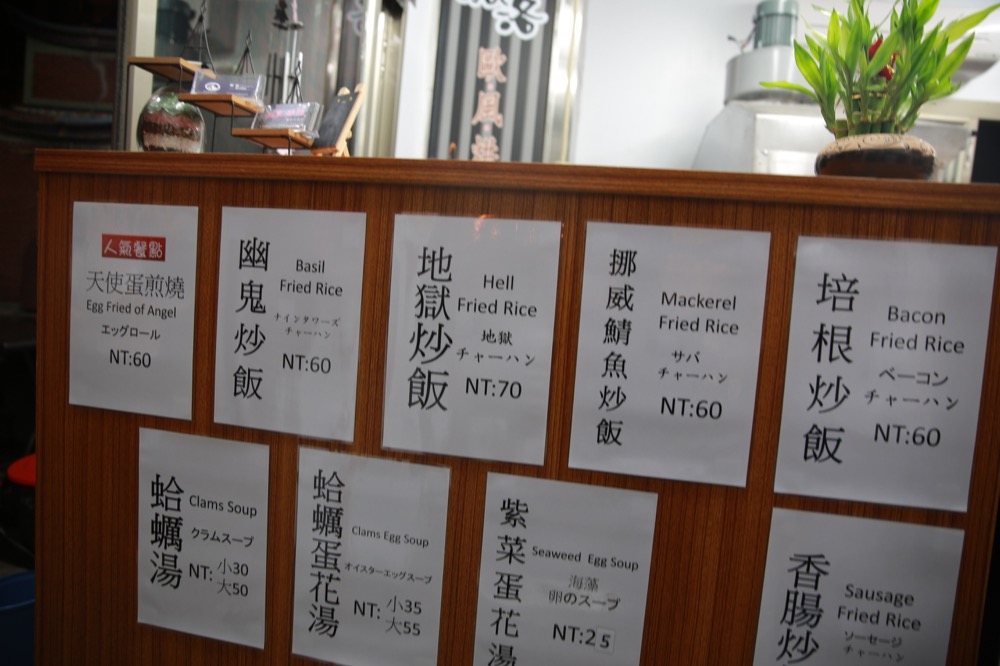 歐風
人氣餐點
天使蛋煎燒
Egg Fried of Angel
エッグロール
NT:60
幽鬼炒飯
Basil
Fried Rice
ナインタワーズ
チャーハン
NT:60
地獄炒飯
Hell
Fried Rice
地獄
チャーハン
NT:70
挪威鯖魚炒飯
Mackerel
Fried Rice
サバ
チャーハン
NT:60
培根炒飯
Bacon
Fried Rice
ベーコン
チャーハン
NT:60
蛤蠣湯
Clams Soup
クラムスープ
NT: 小30
大50
蛤蠣蛋花湯
Clams Egg Soup
オイスターエッグスープ
NT: 小35
大55
紫菜蛋花湯
Seaweed Egg Soup
海藻
卵のスープ
NT:25
香腸炒
Sausage
Fried Rice
ソーセージ
チャーハン